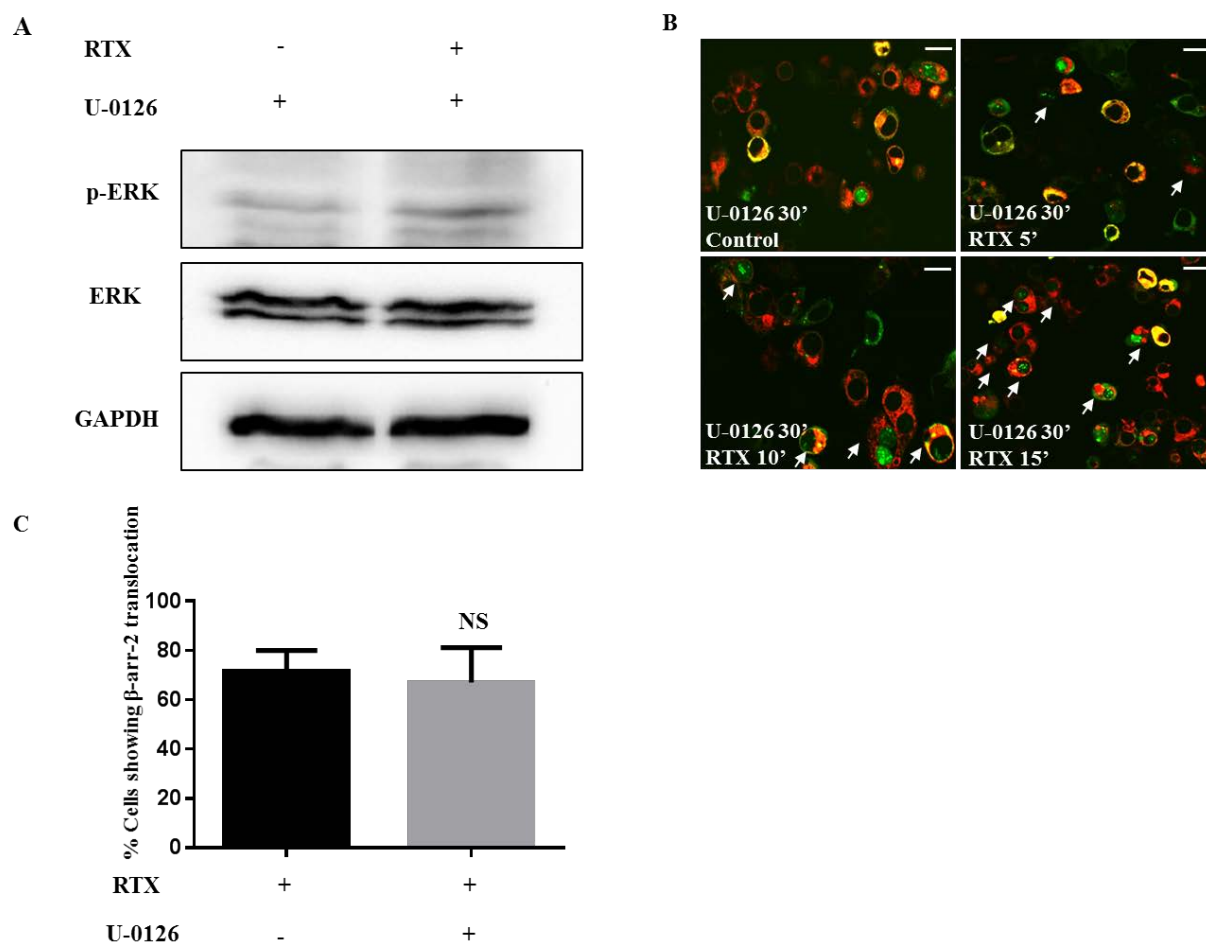 A
RTX - +
U-0126 + +
p-ERK
ERK
GAPDH
B
U-0126 30’
Control
U-0126 30’
RTX 5’
U-0126 30’
RTX 10’
U-0126 30’
RTX 15’
C
% Cells showing β-arr-2 translocation
100
80
60
40
20
0
NS
RTX + +
U-0126 - +